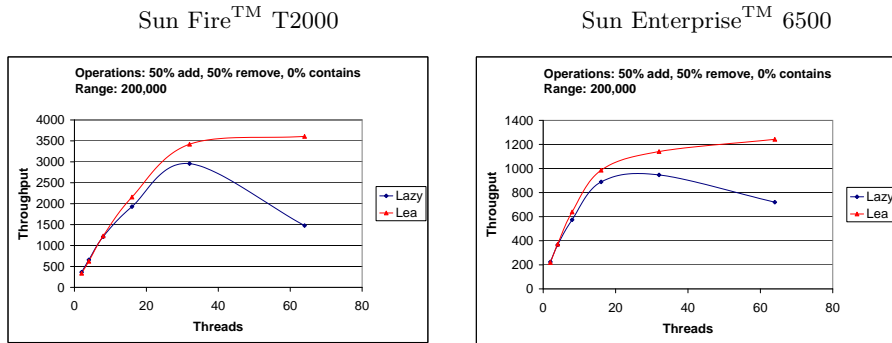 Sun Fire™ T2000
Sun Enterprise™ 6500
Operations: 50% add, 50% remove, 0% contains
Range: 200,000
4000
3500
3000
2500
2000
1500
1000
500
0
0 20 40 60 80
Throughput
Threads
Lazy
Lea
Operations: 50% add, 50% remove, 0% contains
Range: 200,000
1400
1200
1000
800
600
400
200
0
0 20 40 60 80
Througput
Threads
Lazy
Lea